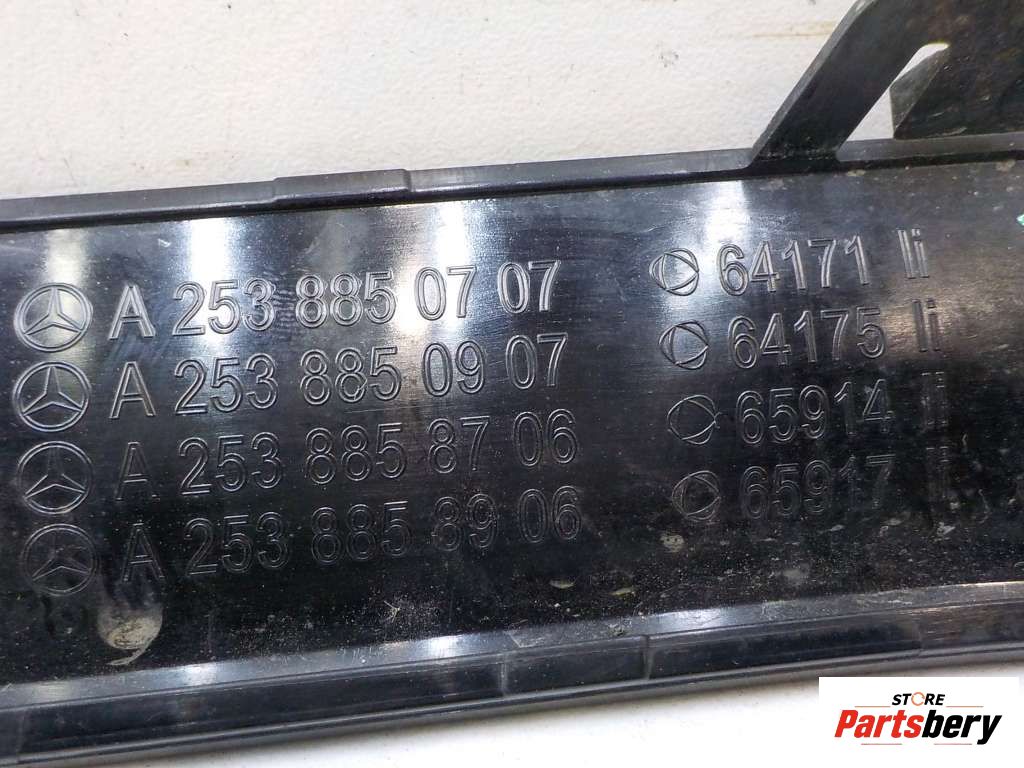 A 253 885 07 07 64171 li
A 253 885 09 07 64175 li
A 253 885 87 06 65914 li
A 253 885 89 06 65917 li
STORE
Partsbery